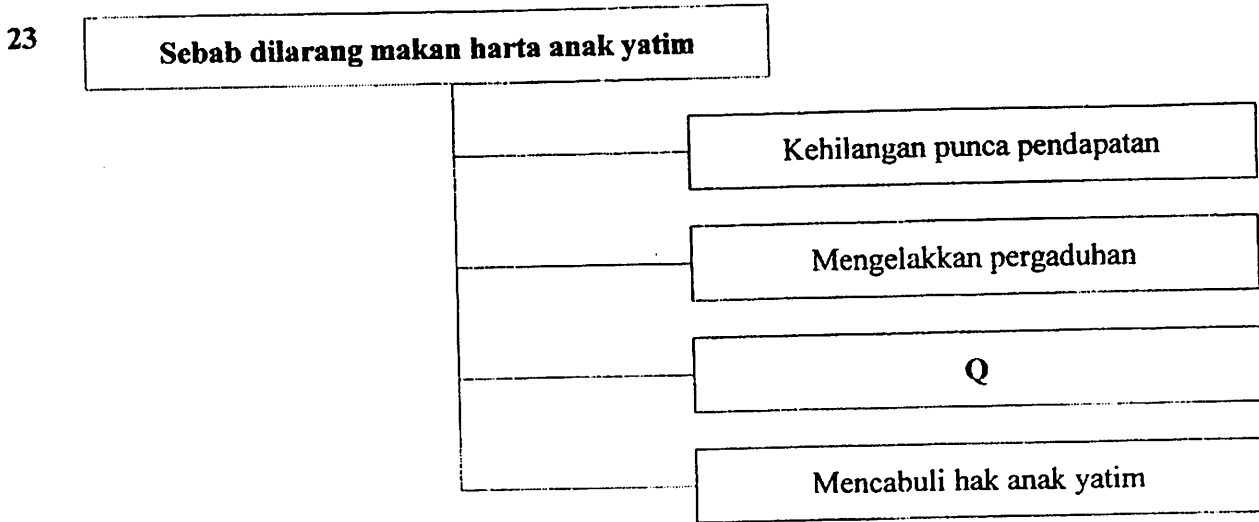 23
Sebab dilarang makan harta anak yatim
Kehilangan punca pendapatan
Mengelakkan pergaduhan
Q
Mencabuli hak anak yatim